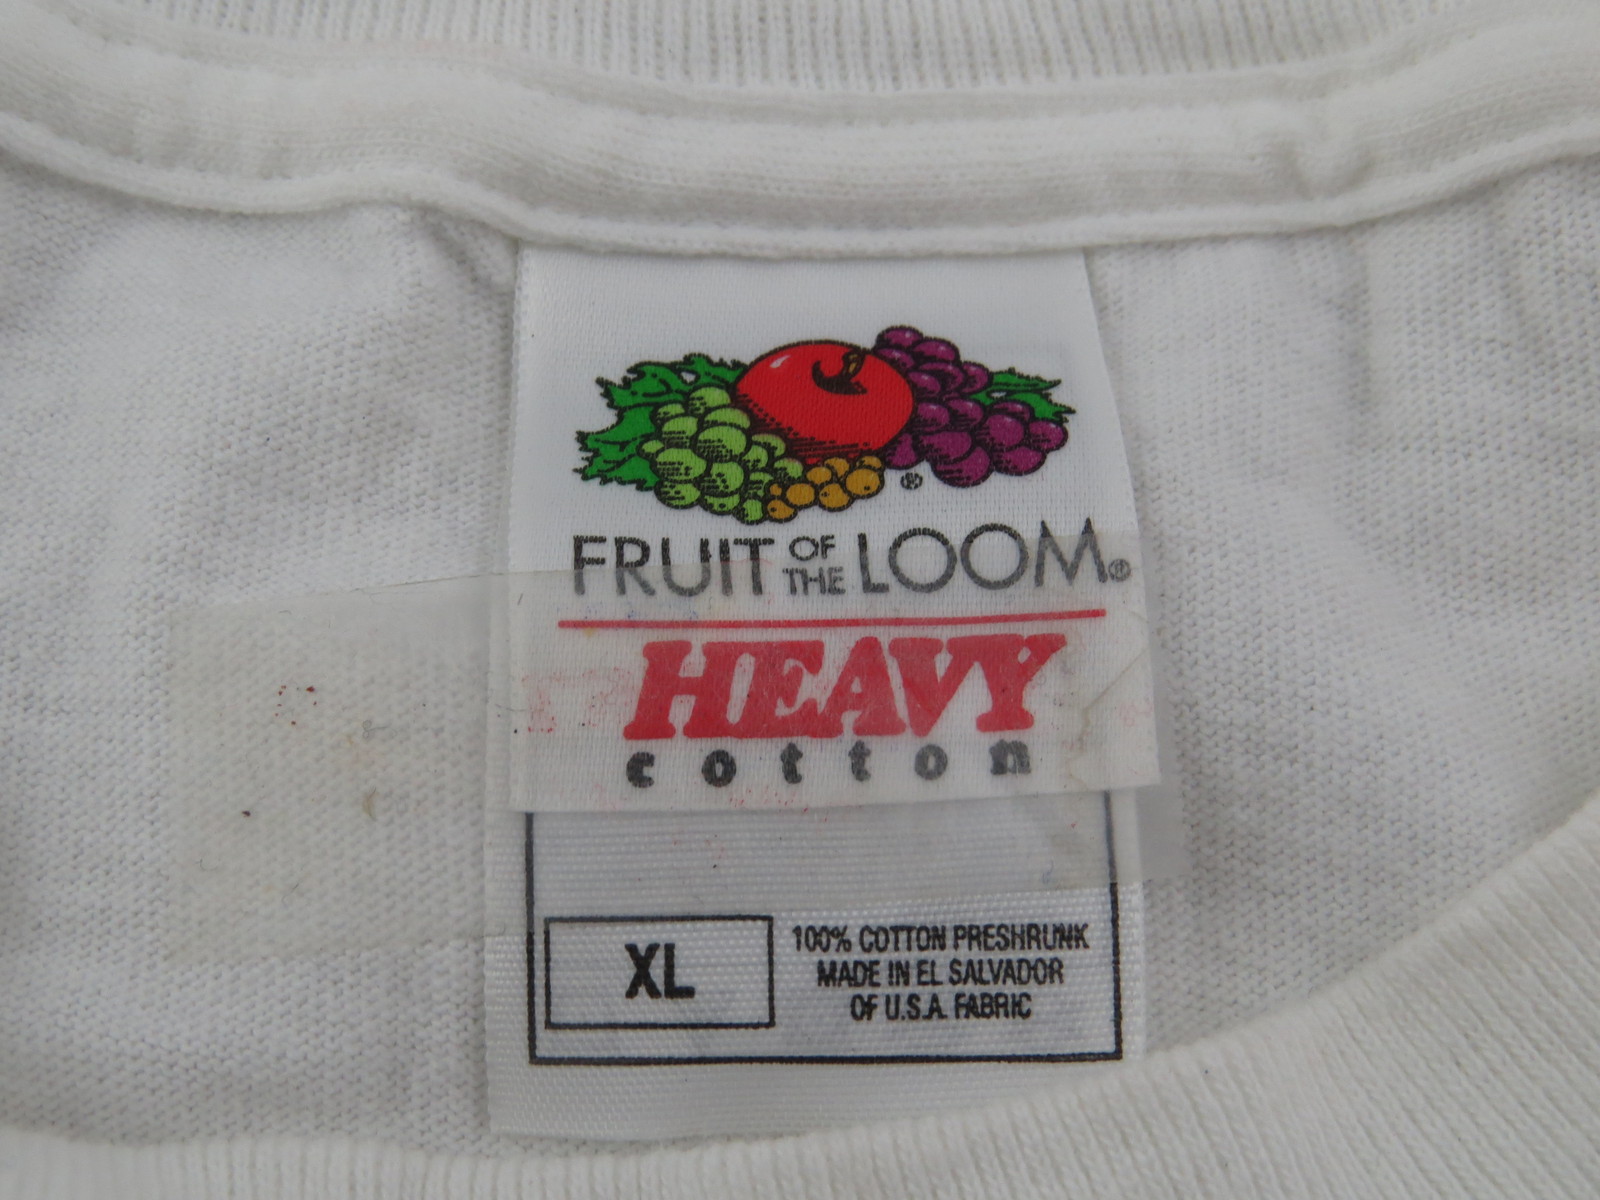 ®
FRUIT OF THE LOOM®
HEAVY
cotton
XL
100% COTTON PRESHRUNK
MADE IN EL SALVADOR
OF U.S.A. FABRIC